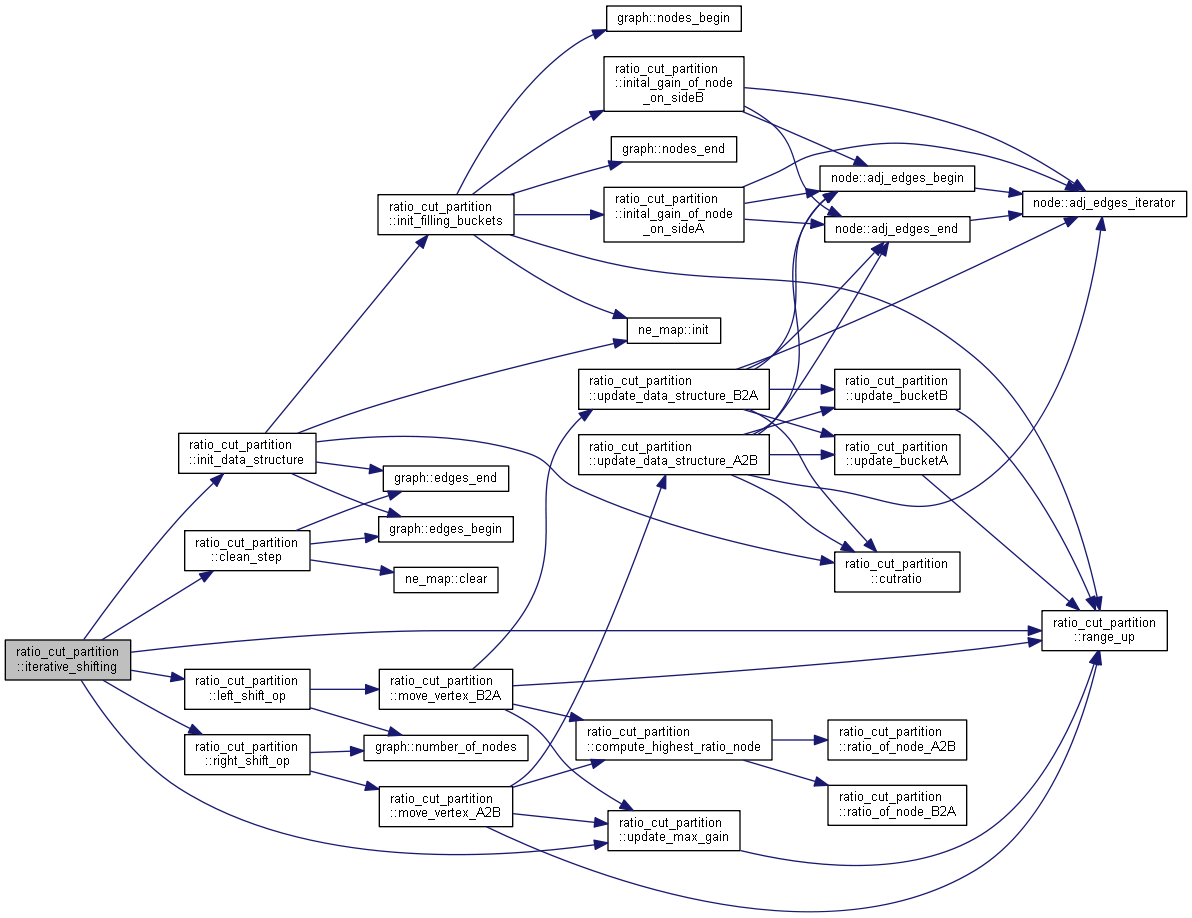 graph::nodes_begin
ratio_cut_partition
::inital_gain_of_node
_on_sideB
graph::nodes_end
node::adj_edges_begin
ratio_cut_partition
::init_filling_buckets
ratio_cut_partition
::inital_gain_of_node
_on_sideA
node::adj_edges_iterator
node::adj_edges_end
ne_map::init
ratio_cut_partition
::update_data_structure_B2A
ratio_cut_partition
::update_bucketB
ratio_cut_partition
::init_data_structure
ratio_cut_partition
::update_data_structure_A2B
ratio_cut_partition
::update_bucketA
graph::edges_end
graph::edges_begin
ratio_cut_partition
::clean_step
ne_map::clear
ratio_cut_partition
::cutratio
ratio_cut_partition
::iterative_shifting
ratio_cut_partition
::range_up
ratio_cut_partition
::left_shift_op
ratio_cut_partition
::move_vertex_B2A
ratio_cut_partition
::right_shift_op
graph::number_of_nodes
ratio_cut_partition
::compute_highest_ratio_node
ratio_cut_partition
::ratio_of_node_A2B
ratio_cut_partition
::move_vertex_A2B
ratio_cut_partition
::update_max_gain
ratio_cut_partition
::ratio_of_node_B2A